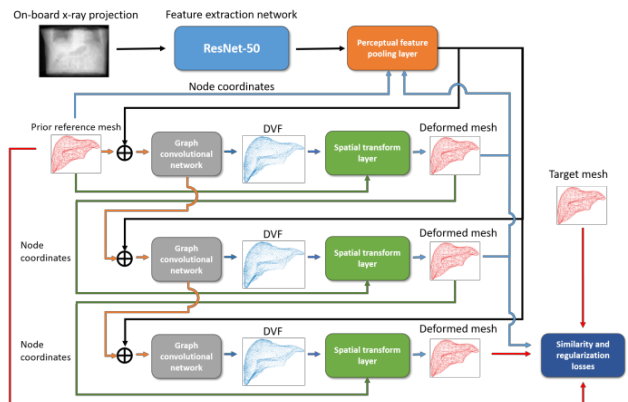 On-board x-ray projection
Feature extraction network
ResNet-50
Perceptual feature
pooling layer
Node coordinates
Prior reference mesh
Graph
convolutional
network
DVF
Spatial transform
layer
Deformed mesh
Target mesh
Node
coordinates
Graph
convolutional
network
DVF
Spatial transform
layer
Deformed mesh
Node
coordinates
Graph
convolutional
network
DVF
Spatial transform
layer
Deformed mesh
Similarity and
regularization
losses